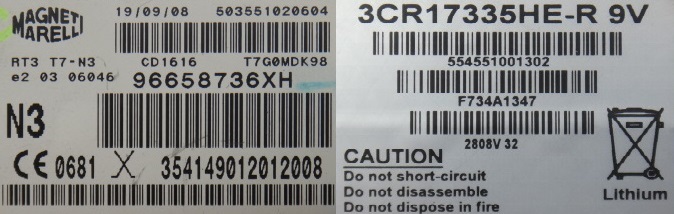 MAGNETI
MARELLI
19/09/08 503551020604
RT3 T7-N3 CD1616 T7G0MDK98
e2 03 06046 96658736XH
N3
CE 0681 X 354149012012008
3CR17335HE-R 9V
554551001302
F734A1347
2808V 32
CAUTION
Do not short-circuit
Do not disassemble
Do not dispose in fire
Lithium